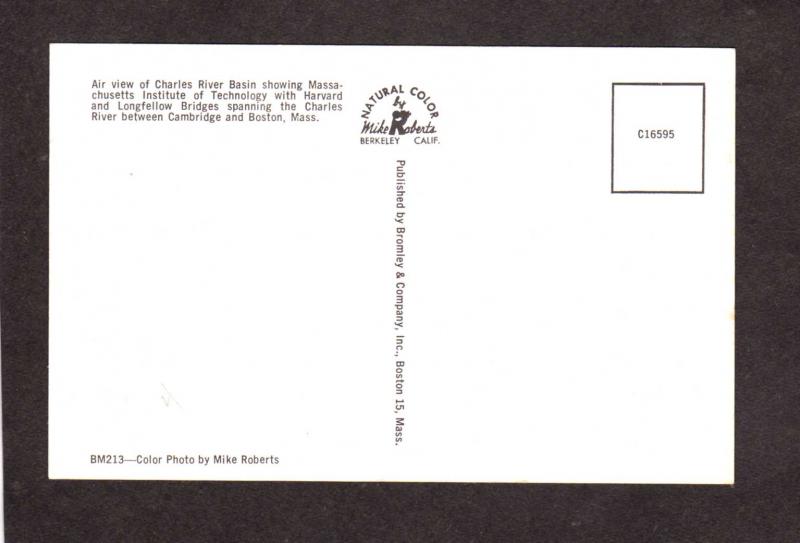 Air view of Charles River Basin showing Massa-
chusetts Institute of Technology with Harvard
and Longfellow Bridges spanning the Charles
River between Cambridge and Boston, Mass.
NATURAL COLOR
by
Mike Roberts
BERKELEY CALIF.
C16595
Published by Bromley & Company, Inc., Boston 15, Mass.
BM213—Color Photo by Mike Roberts